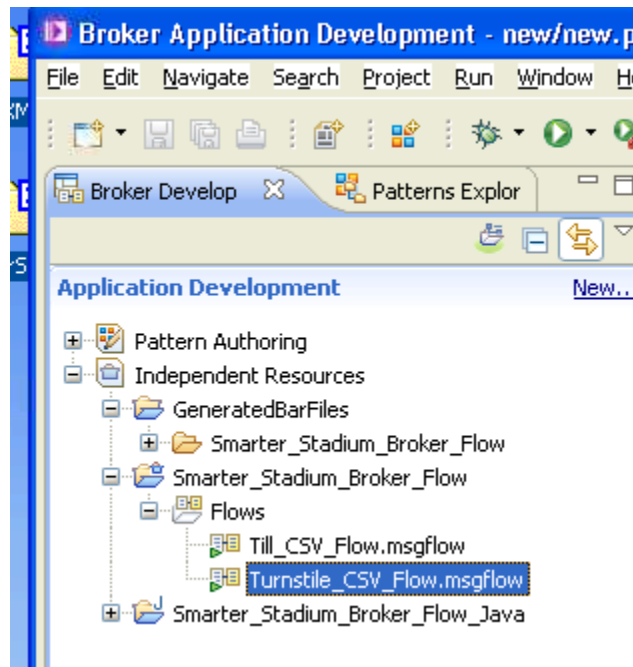 Broker Application Development - new/new.p
File Edit Navigate Search Project Run Window
Broker Develop Patterns Explor
Application Development New...
Pattern Authoring
Independent Resources
GeneratedBarFiles
Smarter_Stadium_Broker_Flow
Smarter_Stadium_Broker_Flow
Flows
Till_CSV_Flow.msgflow
Turnstile_CSV_Flow.msgflow
Smarter_Stadium_Broker_Flow_Java